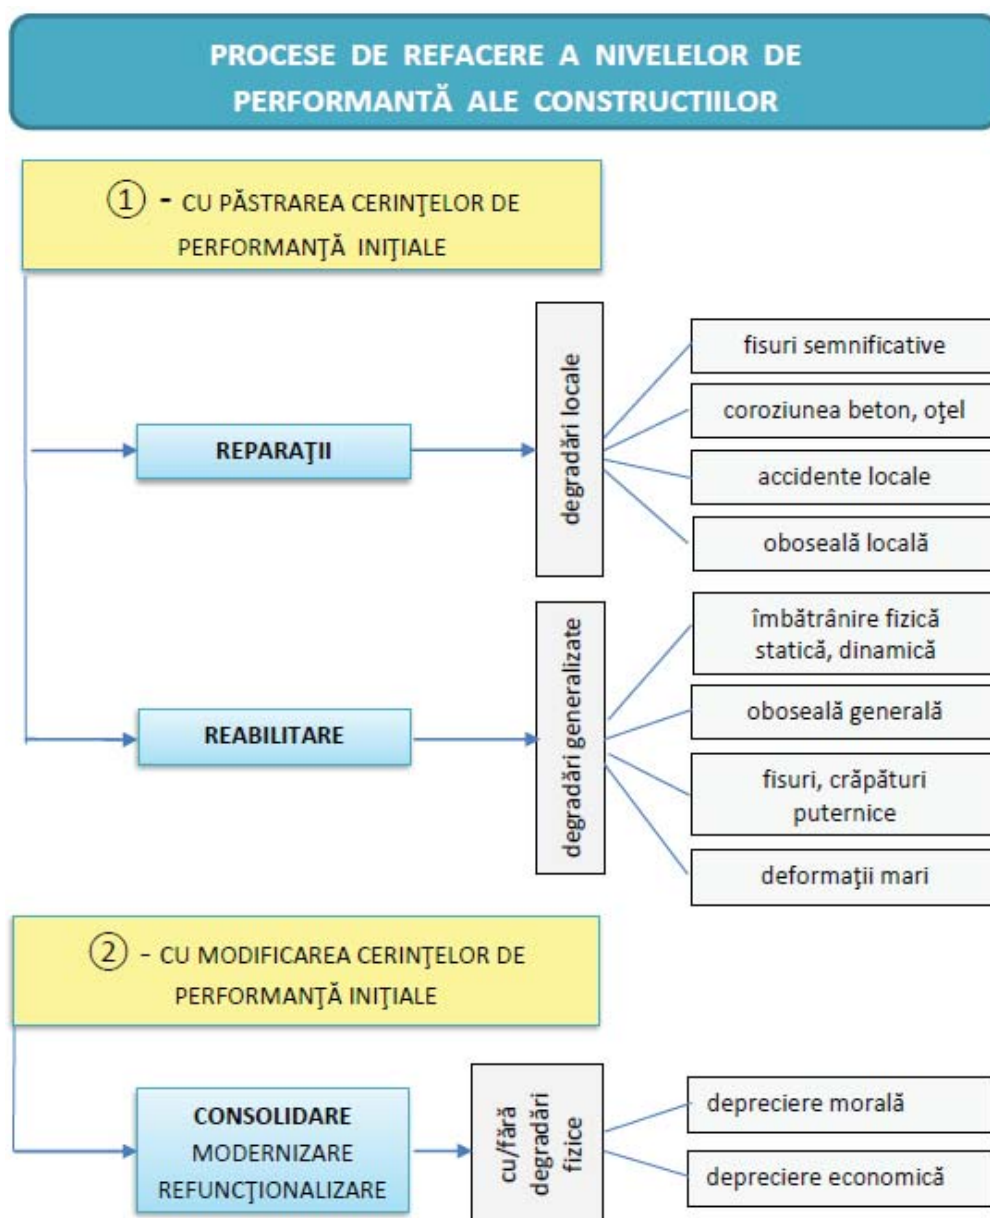 PROCESE DE REFACERE A NIVELELOR DE
PERFORMANTĂ ALE CONSTRUCTIILOR
1 - CU PĂSTRAREA CERINŢELOR DE
PERFORMANŢĂ INIŢIALE
REPARAŢII
degradări locale
fisuri semnificative
coroziunea beton, oţel
accidente locale
oboseală locală
REABILITARE
degradări generalizate
îmbătrânire fizică
statică, dinamică
oboseală generală
fisuri, crăpături
puternice
deformaţii mari
2 - CU MODIFICAREA CERINŢELOR DE
PERFORMANŢĂ INIŢIALE
CONSOLIDARE
MODERNIZARE
REFUNCŢIONALIZARE
cu/fără
degradări
fizice
depreciere morală
depreciere economică